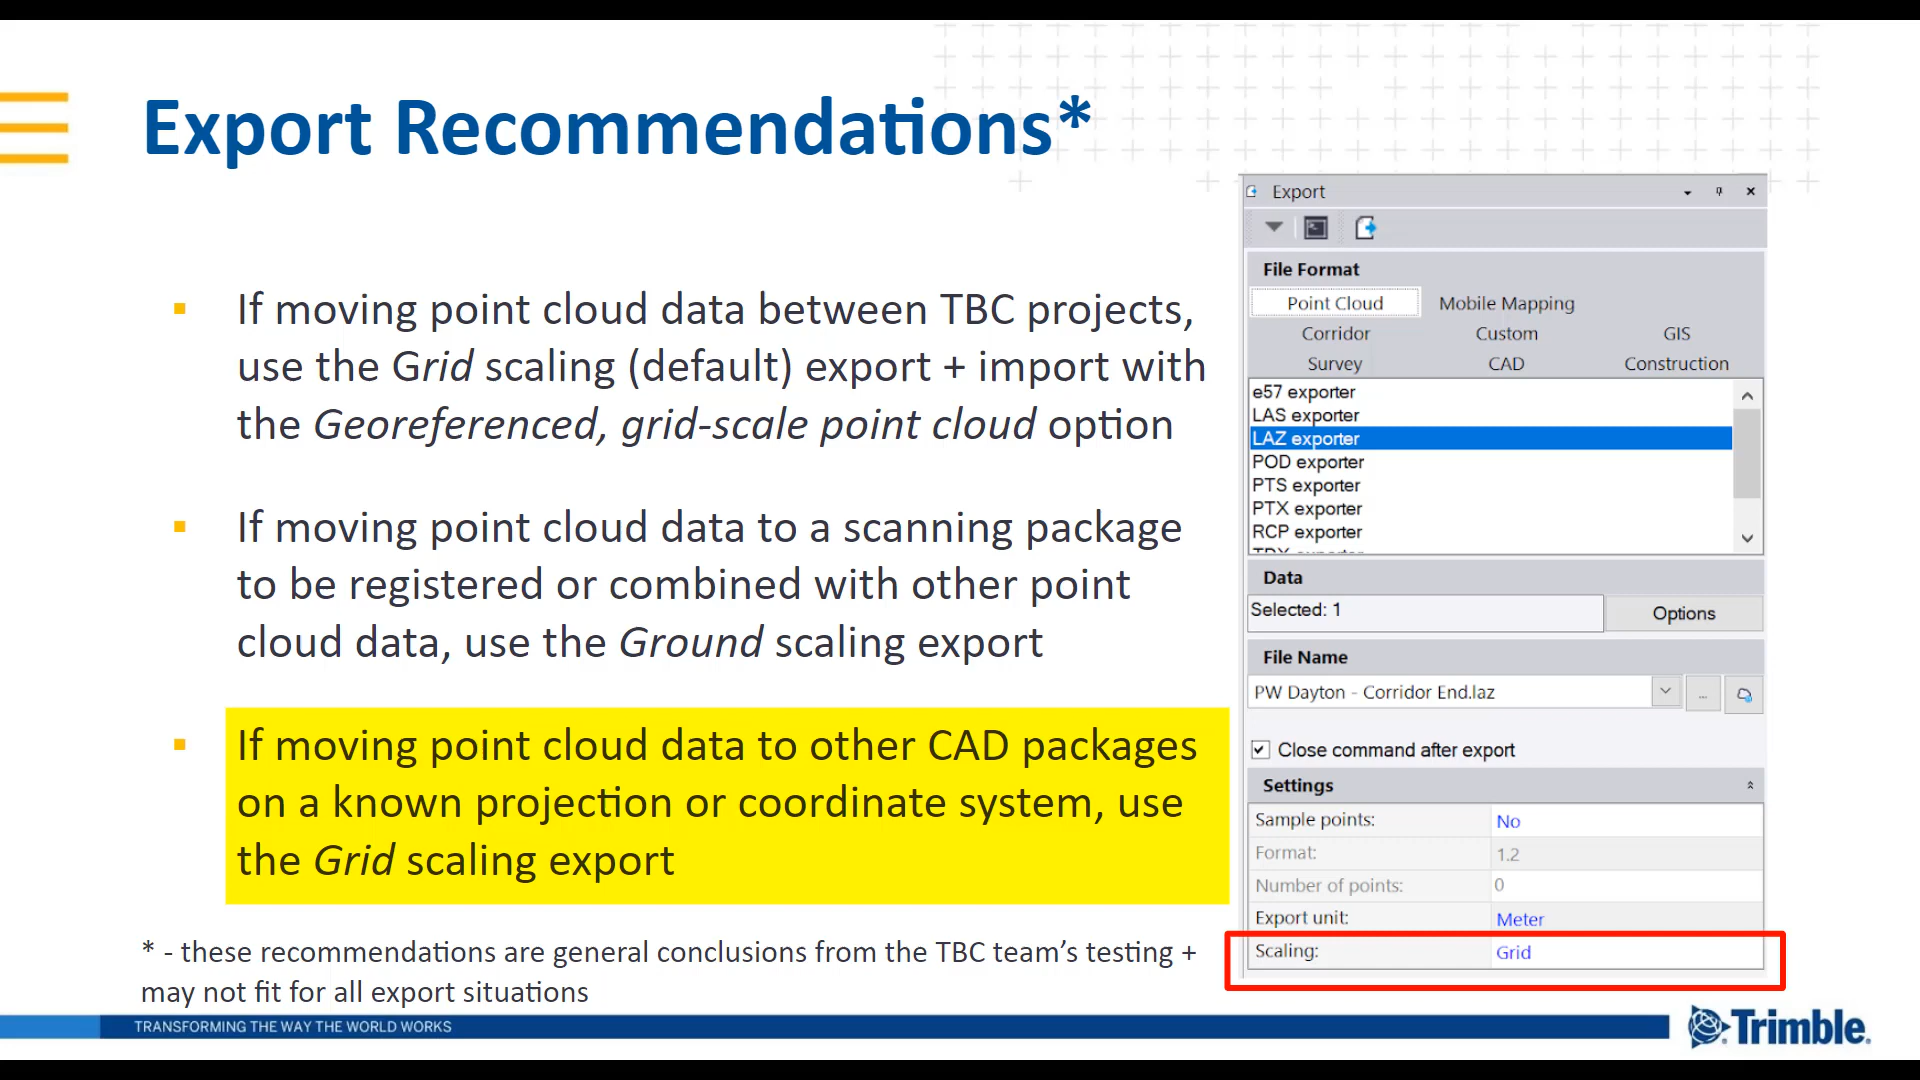 Export Recommendations*
If moving point cloud data between TBC projects,
use the Grid scaling (default) export + import with
the Georeferenced, grid-scale point cloud option
If moving point cloud data to a scanning package
to be registered or combined with other point
cloud data, use the Ground scaling export
If moving point cloud data to other CAD packages
on a known projection or coordinate system, use
the Grid scaling export
* - these recommendations are general conclusions from the TBC team's testing +
may not fit for all export situations
Export
File Format
Point Cloud Mobile Mapping
Corridor Custom GIS
Survey CAD Construction
e57 exporter
LAS exporter
LAZ exporter
POD exporter
PTS exporter
PTX exporter
RCP exporter
Data
Selected: 1 Options
File Name
PW Dayton - Corridor End.laz ...
Close command after export
Settings
Sample points: No
Format: 1.2
Number of points: 0
Export unit: Meter
Scaling: Grid
TRANSFORMING THE WAY THE WORLD WORKS
Trimble